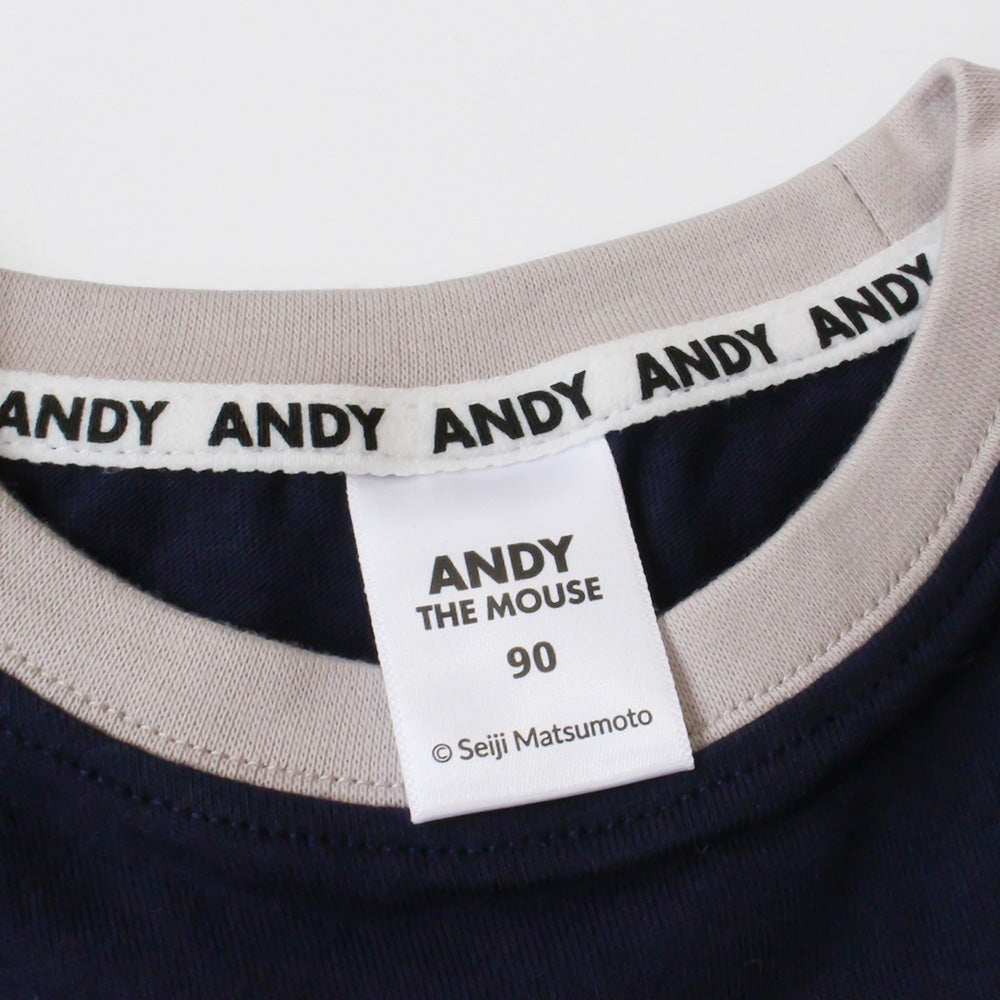 ANDY ANDY ANDY ANDY ANDY
ANDY
THE MOUSE
90
© Seiji Matsumoto